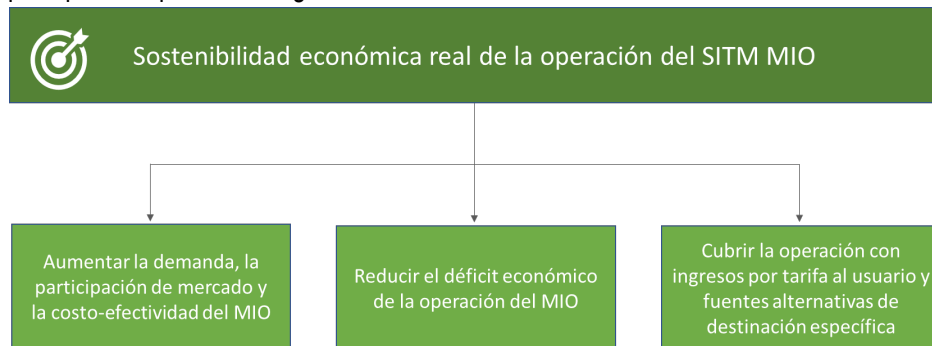 Sostenibilidad económica real de la operación del SITM MIO
Aumentar la demanda, la
participación de mercado y
la costo-efectividad del MIO
Reducir el déficit económico
de la operación del MIO
Cubrir la operación con
ingresos por tarifa al usuario y
fuentes alternativas de
destinación específica